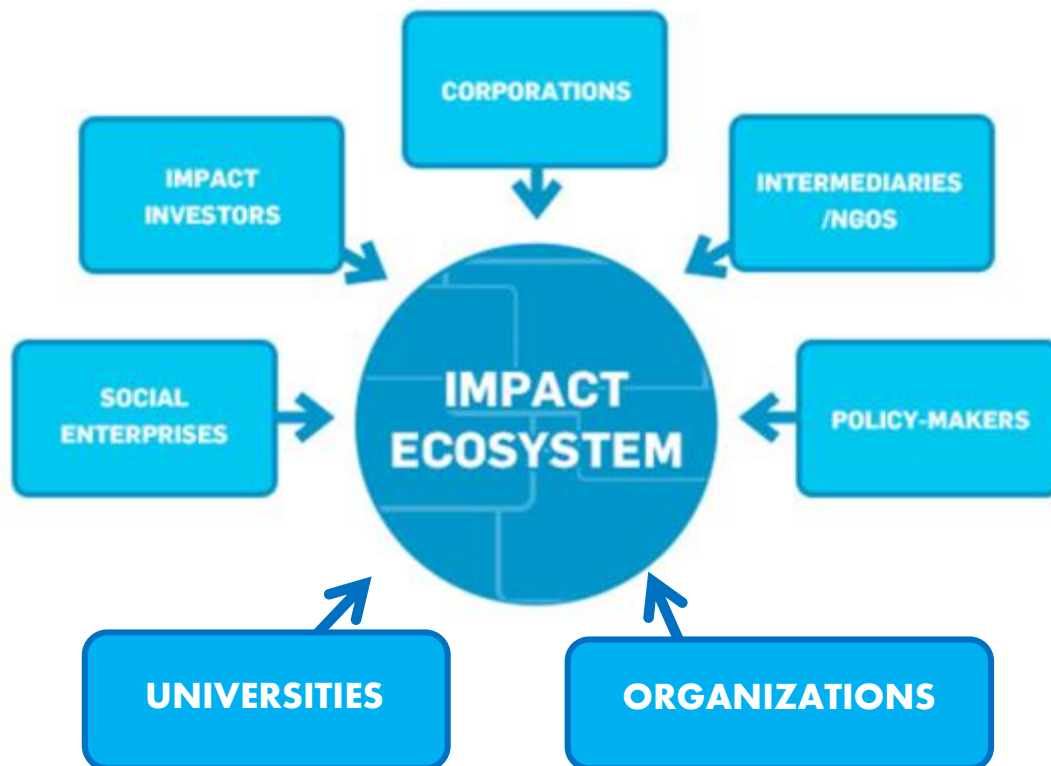 CORPORATIONS
IMPACT
INVESTORS
INTERMEDIARIES
/NGOS
SOCIAL
ENTERPRISES
IMPACT
ECOSYSTEM
POLICY-MAKERS
UNIVERSITIES
ORGANIZATIONS